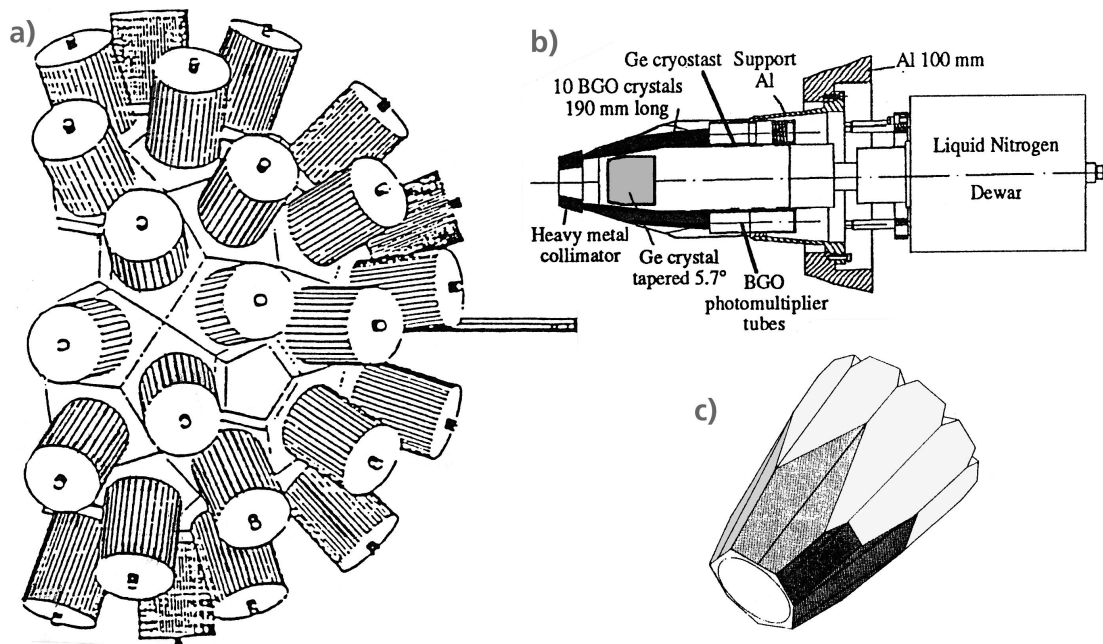 a)
b)
Ge cryostast
Support
Al
Al 100 mm
10 BGO crystals
190 mm long
Liquid Nitrogen
Dewar
Heavy metal
collimator
Ge crystal
tapered 5.7°
BGO
photomultiplier
tubes
c)